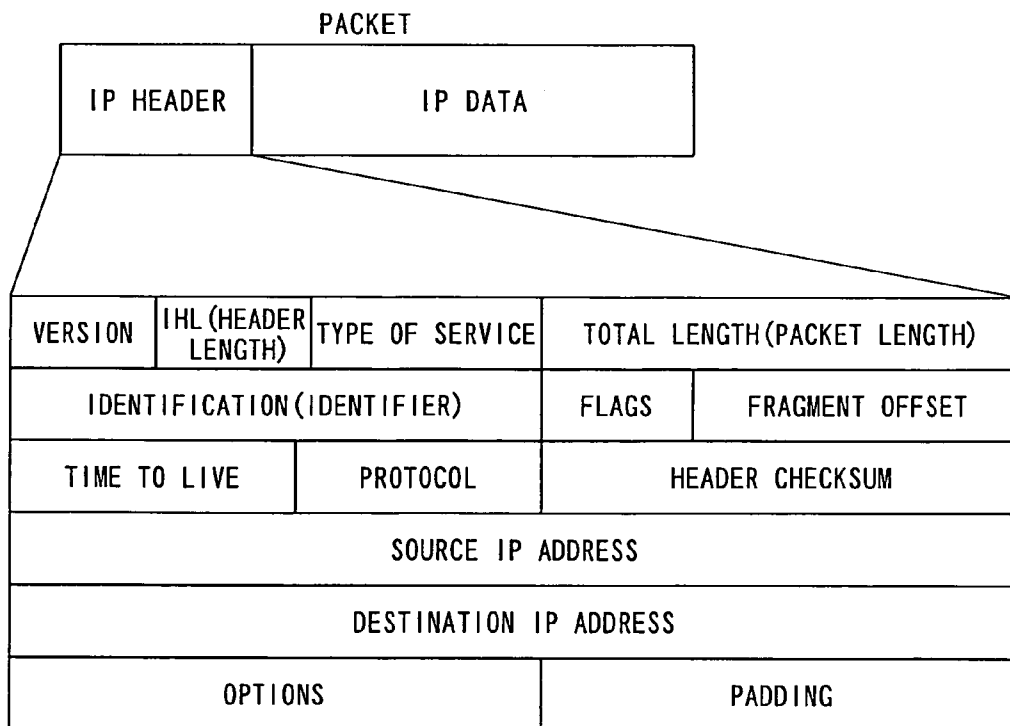 PACKET
IP HEADER
IP DATA
VERSION
IHL(HEADER
LENGTH)
TYPE OF SERVICE
TOTAL LENGTH(PACKET LENGTH)
IDENTIFICATION(IDENTIFIER)
FLAGS
FRAGMENT OFFSET
TIME TO LIVE
PROTOCOL
HEADER CHECKSUM
SOURCE IP ADDRESS
DESTINATION IP ADDRESS
OPTIONS
PADDING